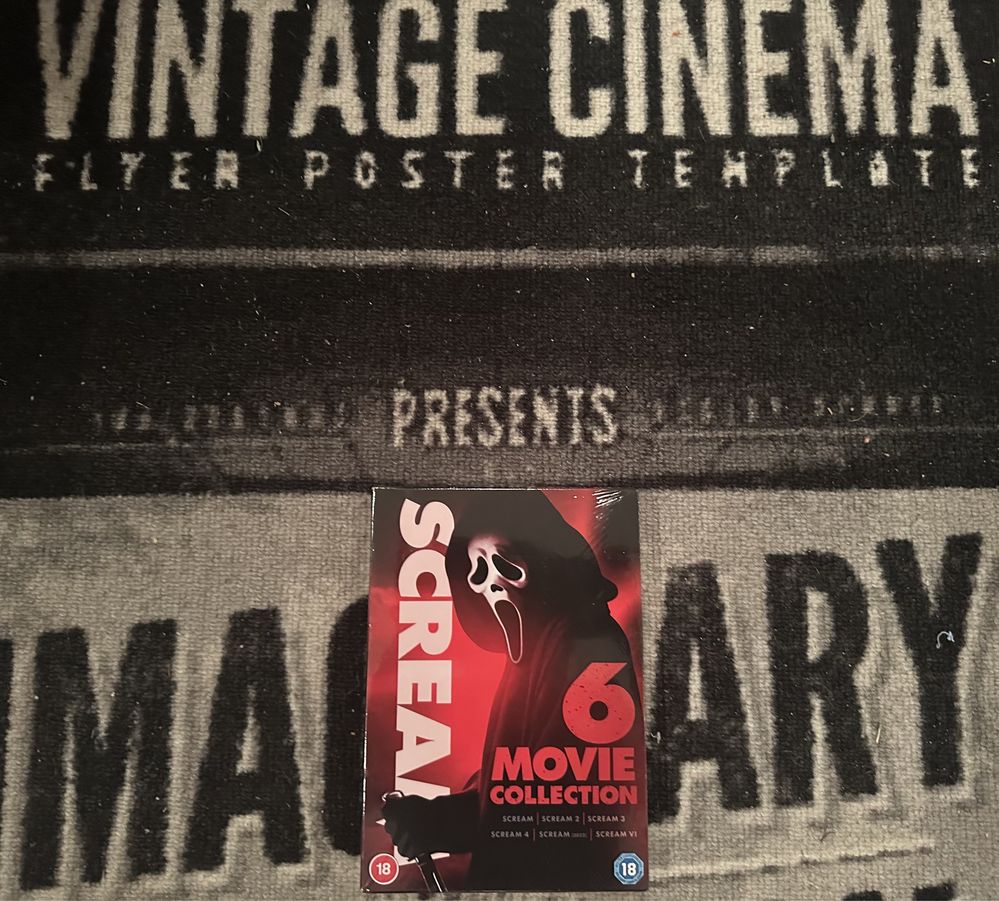 VINTAGE CINEMA
FLYER POSTER TEMPLATE
PRESENTS
IMAGINARY
SCREAM
6
MOVIE
COLLECTION
SCREAM | SCREAM 2 | SCREAM 3
SCREAM 4 | SCREAM (2022) | SCREAM VI
18
18